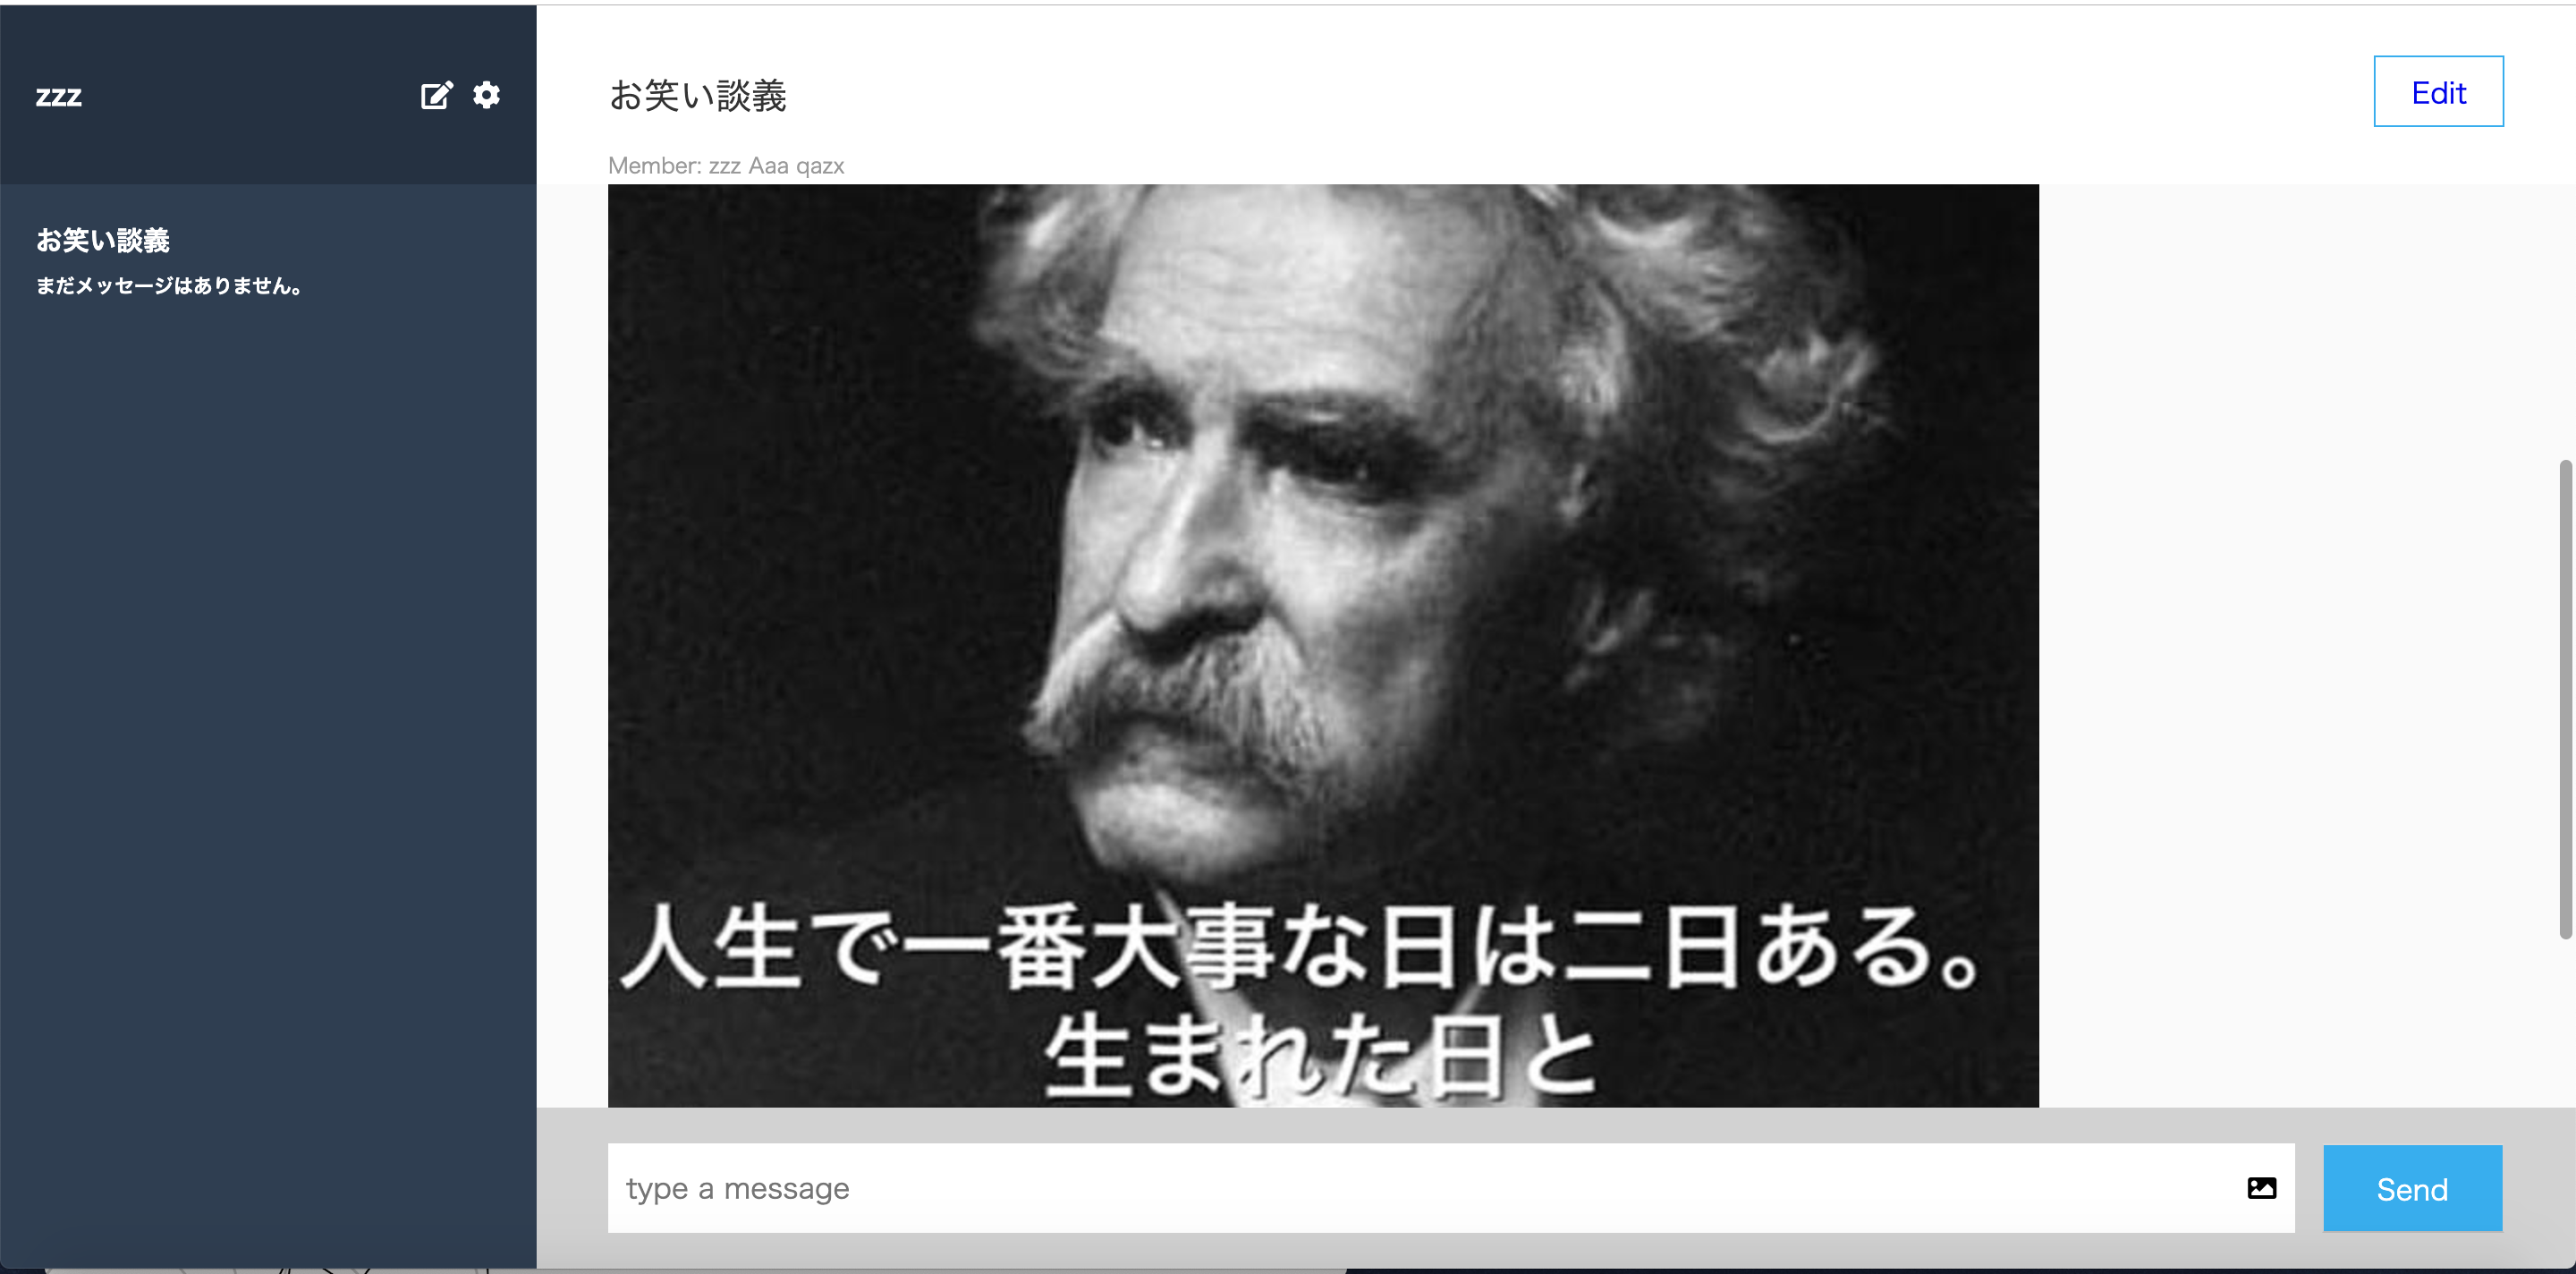 zzz
お笑い談義
まだメッセージはありません。
お笑い談義
Edit
Member: zzz Aaa qazx
人生で一番大事な日は二日ある。
生まれた日と
type a message
Send